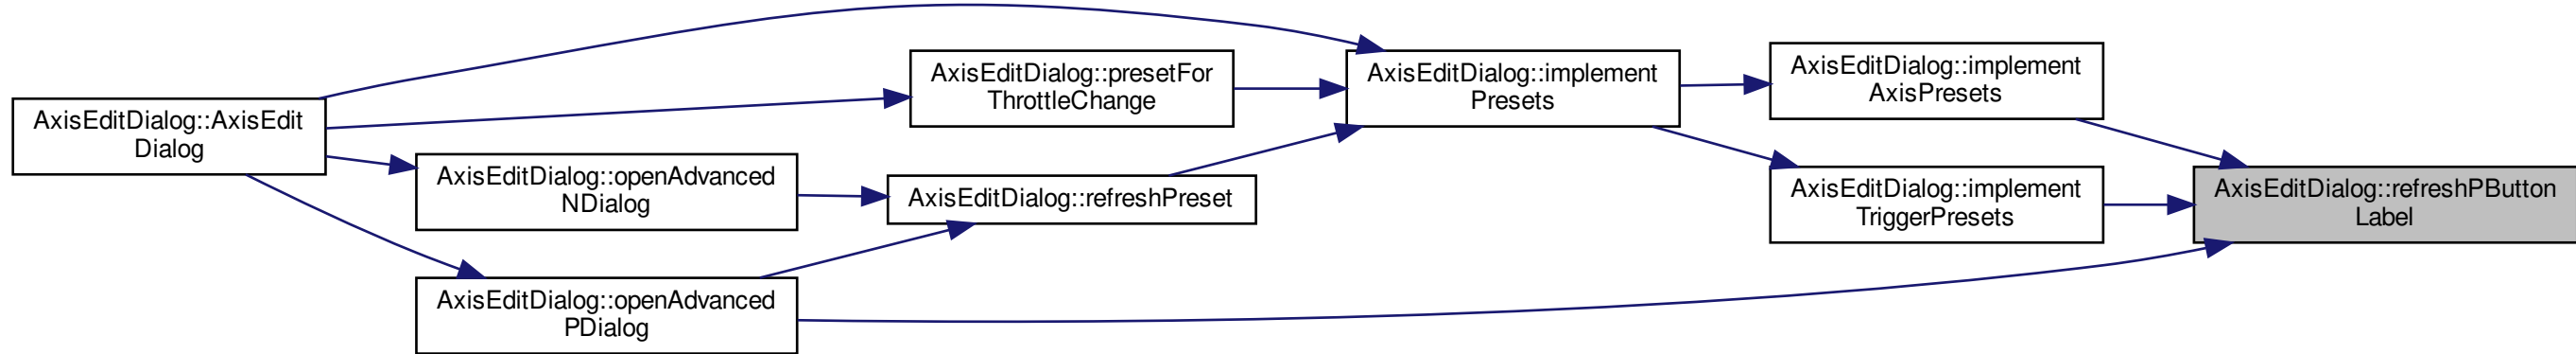 AxisEditDialog::AxisEdit
Dialog
AxisEditDialog::presetFor
ThrottleChange
AxisEditDialog::openAdvanced
NDialog
AxisEditDialog::openAdvanced
PDialog
AxisEditDialog::refreshPreset
AxisEditDialog::implement
Presets
AxisEditDialog::implement
AxisPresets
AxisEditDialog::implement
TriggerPresets
AxisEditDialog::refreshPButton
Label